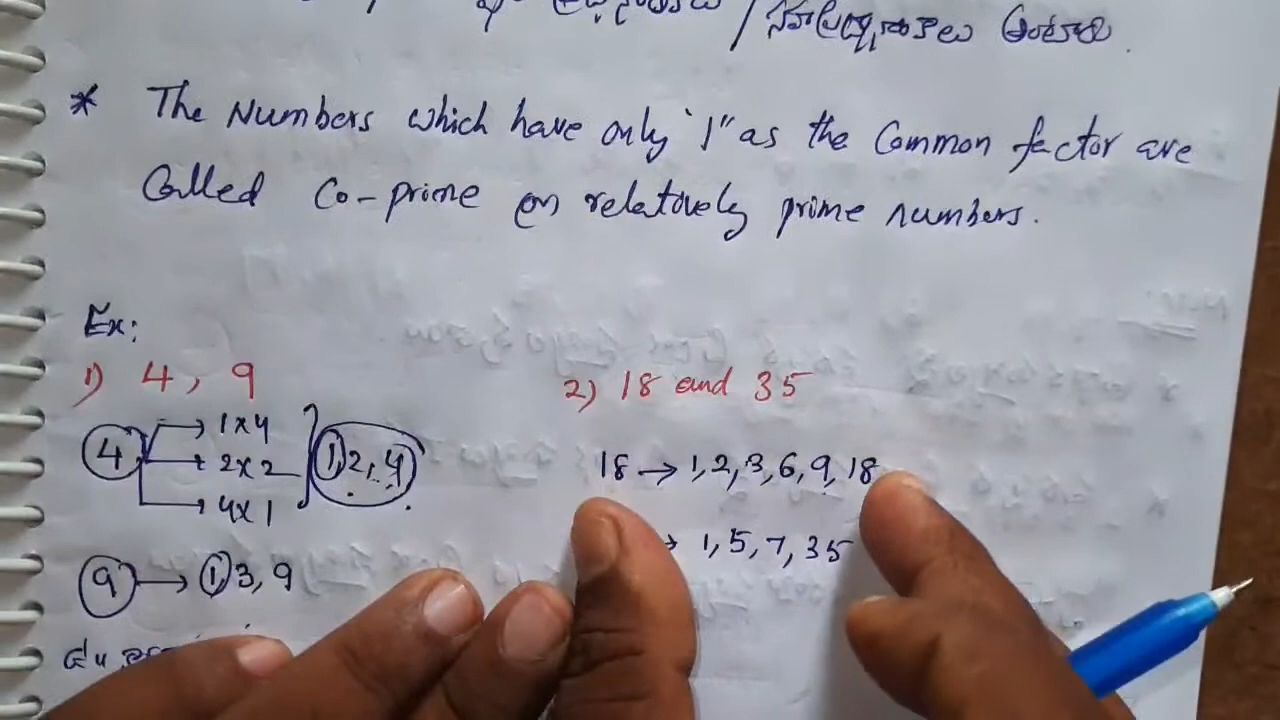 / సహప్రధానాంకాలు అంటారు.
* The Numbers which have only "1" as the Common factor are
Called Co-prime or relatively prime numbers.
Ex:
1) 4, 9
4 → 1x4
→ 2x2
→ 4x1
1, 2, 4
9 → 1, 3, 9
2) 18 and 35
18 → 1, 2, 3, 6, 9, 18
→ 1, 5, 7, 35